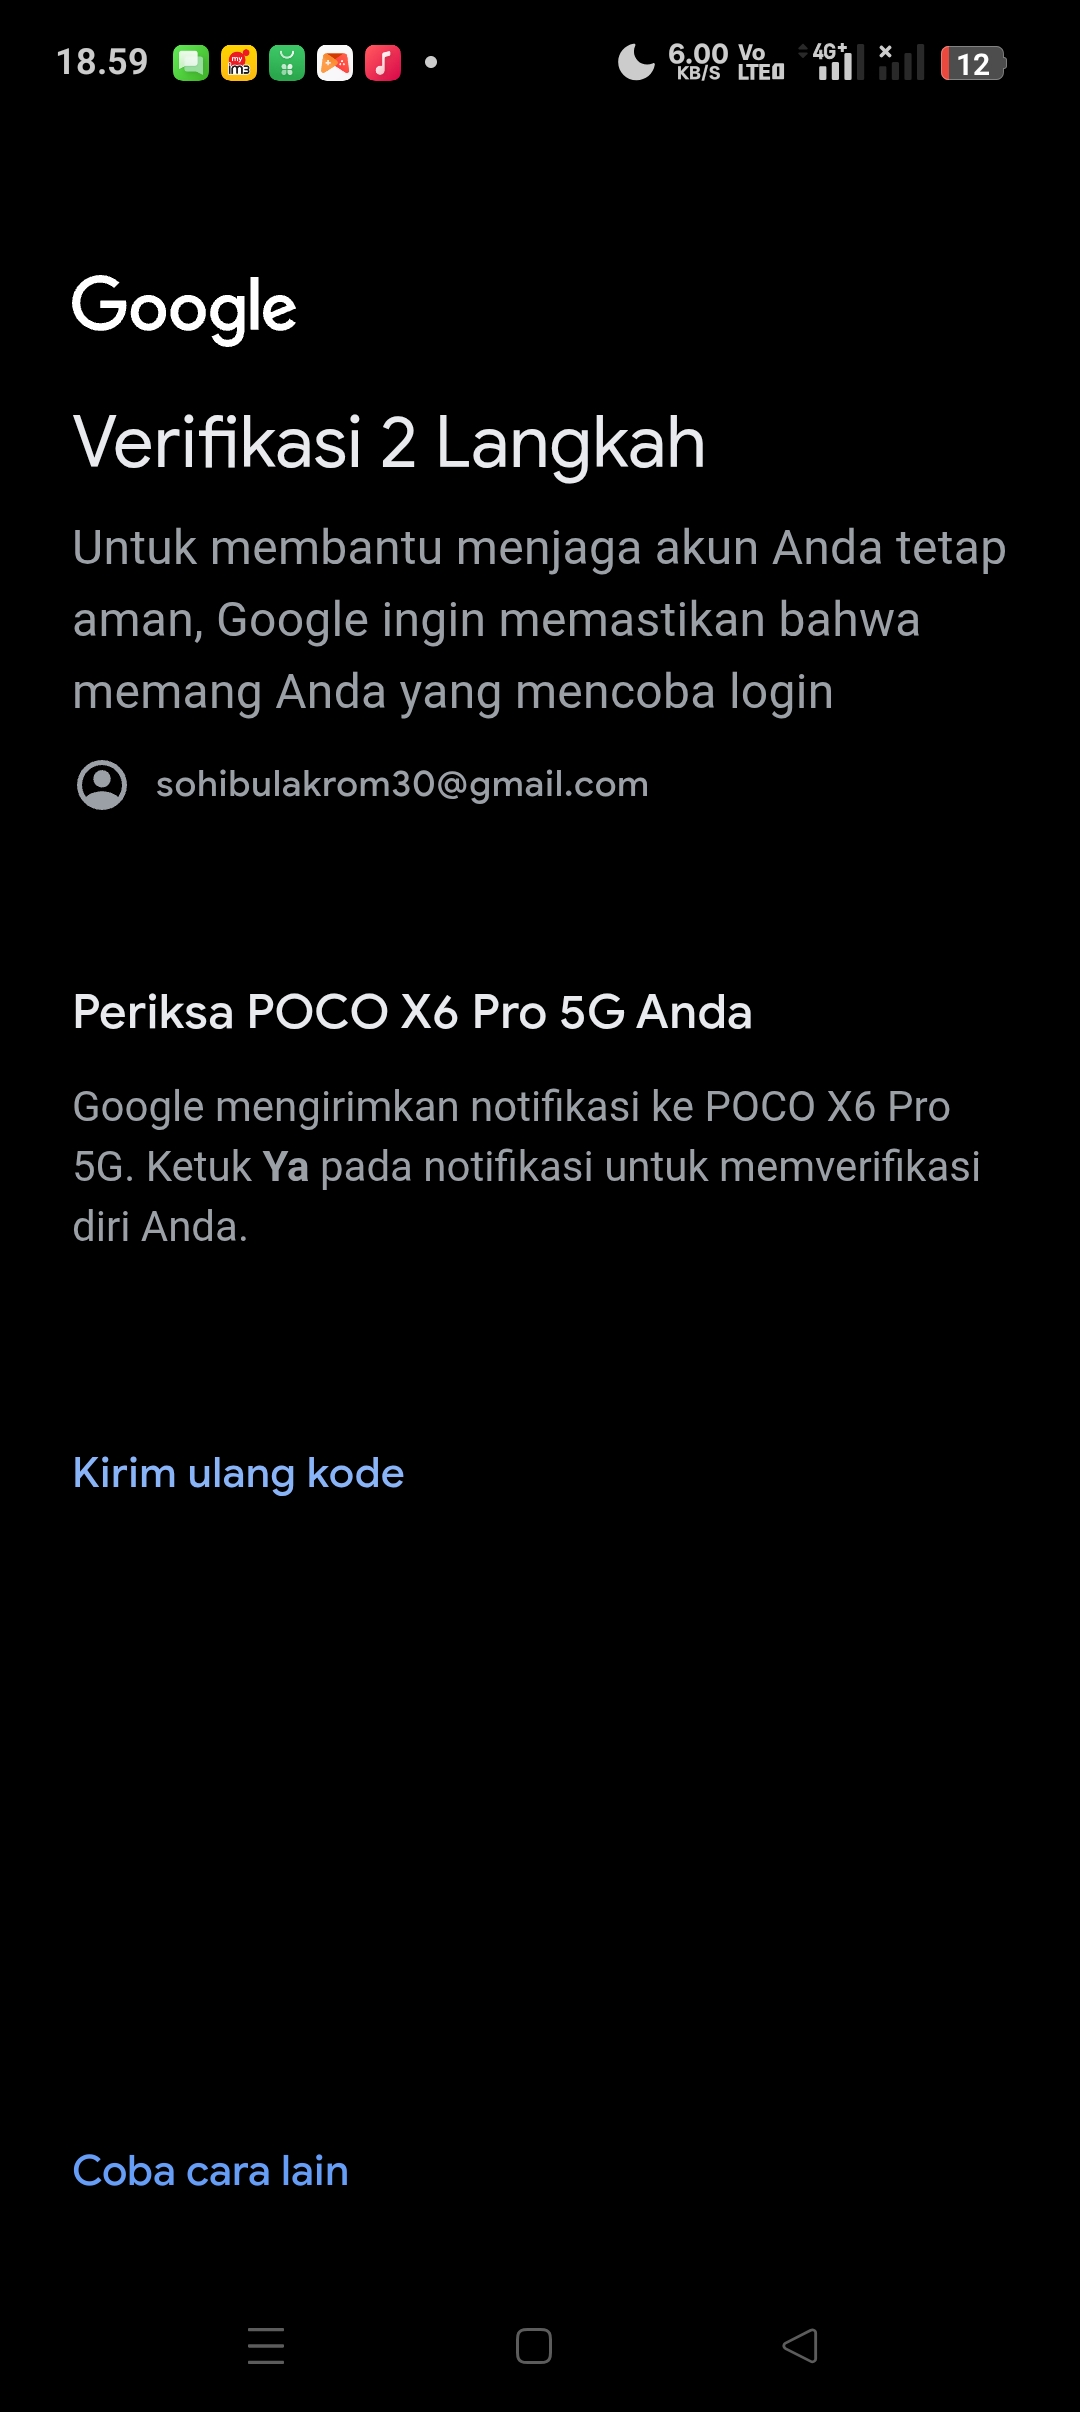 18.59
my
im3
6.00
KB/S
Vo
LTE
4G+
12
Google
Verifikasi 2 Langkah
Untuk membantu menjaga akun Anda tetap
aman, Google ingin memastikan bahwa
memang Anda yang mencoba login
sohibulakrom30@gmail.com
Periksa POCO X6 Pro 5G Anda
Google mengirimkan notifikasi ke POCO X6 Pro
5G. Ketuk Ya pada notifikasi untuk memverifikasi
diri Anda.
Kirim ulang kode
Coba cara lain